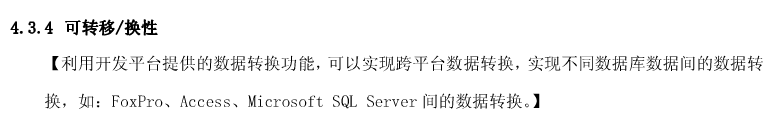 4.3.4 可转移/换性
【利用开发平台提供的数据转换功能，可以实现跨平台数据转换，实现不同数据库数据间的数据转
换，如：FoxPro、Access、Microsoft SQL Server 间的数据转换。】